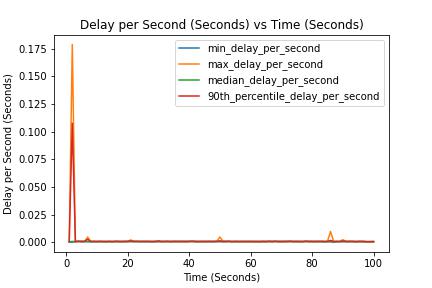 Delay per Second (Seconds) vs Time (Seconds)
min_delay_per_second
max_delay_per_second
median_delay_per_second
90th_percentile_delay_per_second
Delay per Second (Seconds)
0.175
0.150
0.125
0.100
0.075
0.050
0.025
0.000
0 20 40 60 80 100
Time (Seconds)